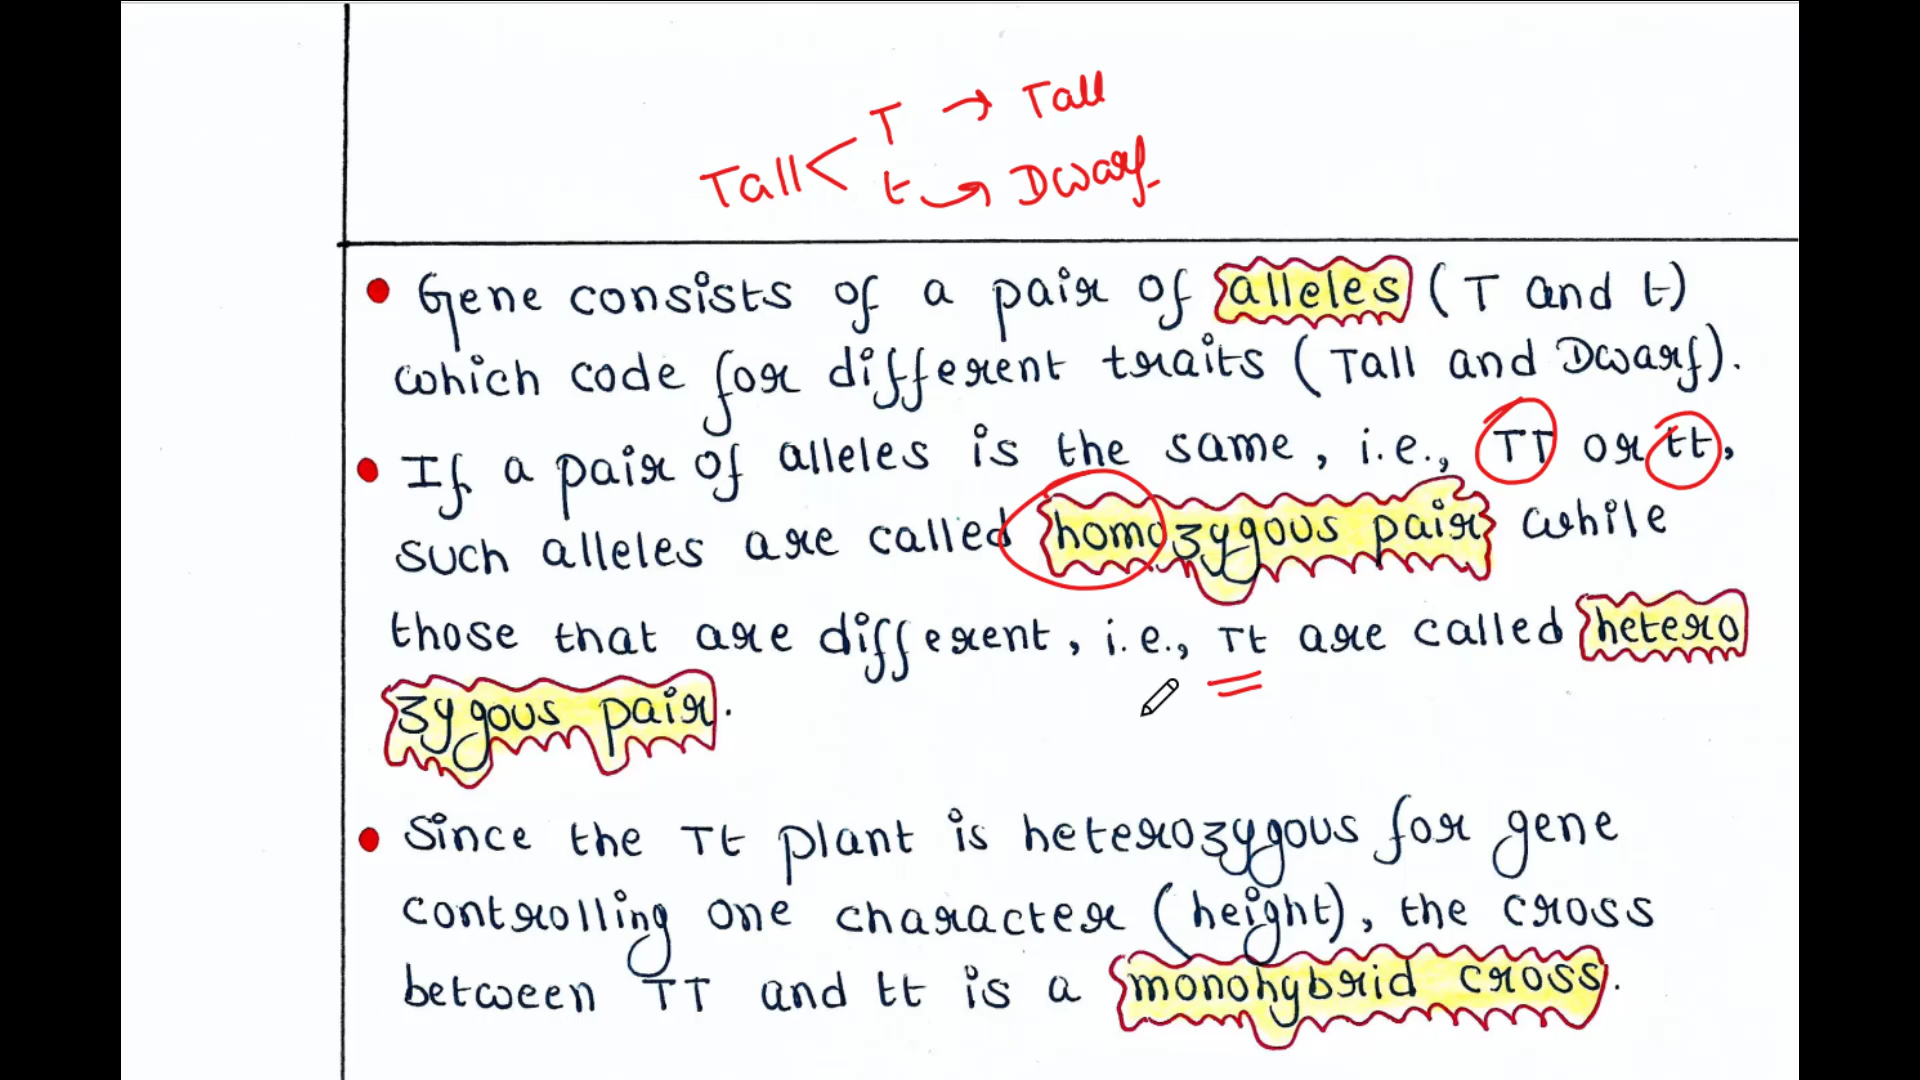 T → Tall
Tall < t → Dwarf
• Gene consists of a pair of alleles (T and t)
which code for different traits (Tall and Dwarf).
• If a pair of alleles is the same, i.e., TT or tt,
such alleles are called homozygous pair while
those that are different, i.e., Tt are called hetero
zygous pair.
• Since the Tt plant is heterozygous for gene
controlling one character (height), the cross
between TT and tt is a monohybrid cross.